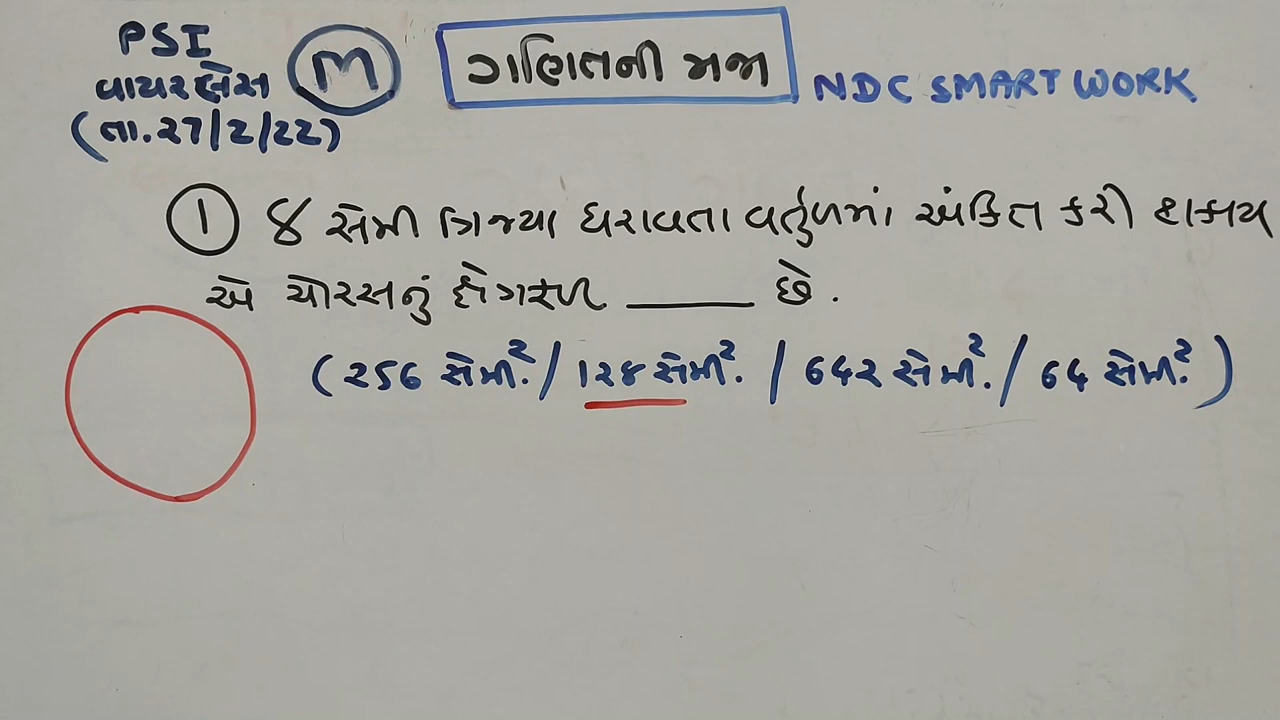 PSI
વાયરલેસ
(તા.27/2/22)
M
ગણિતની મજા
NDC SMART WORK
① 8 સેમી ત્રિજ્યા ધરાવતા વર્તુળમાં અંકિત કરી શકાય
એ ચોરસનું ક્ષેત્રફળ ______ છે.
(256 સેમી.² / 128 સેમી.² / 642 સેમી.² / 64 સેમી.²)